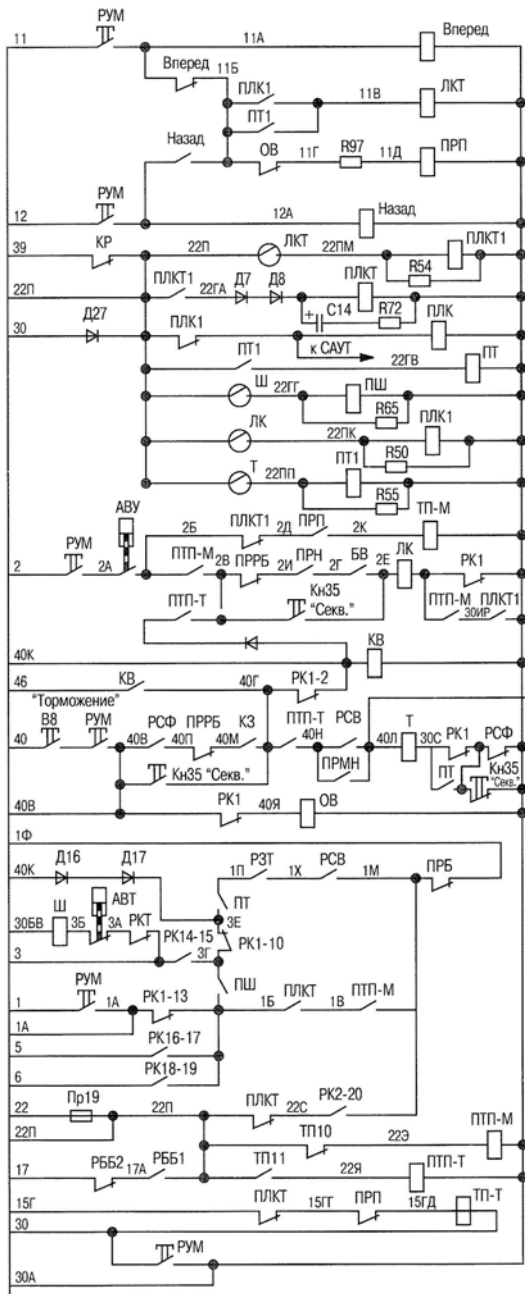 11 РУМ 11А Вперед
Вперед 11Б
ПЛК1 11В ЛКТ
ПТ1
Назад ОВ 11Г R97 11Д ПРП
12 РУМ 12А Назад
39 КР 22П ЛКТ 22ПМ ПЛКТ1
R54
22П ПЛКТ1 22ГА Д7 Д8 ПЛКТ
+ C14 R72
30 Д27 ПЛК1 ПЛК
к САУТ
ПТ1 22ГВ ПТ
Ш 22ГГ ПШ
R65
ЛК 22ПК ПЛК1
R50
Т 22ПП ПТ1
R55
АВУ 2Б ПЛКТ1 2Д ПРП 2К ТП-М
2 РУМ 2А ПТП-М 2В ПРРБ 2И ПРН 2Г БВ 2Е ЛК РК1
ПТП-Т Кн35 "Секв." ПТП-М 30ИР ПЛКТ1
40К КВ
46 КВ 40Г РК1-2
"Торможение"
40 В8 РУМ 40В РСФ 40П ПРРБ 40М КЗ ПТП-Т 40Н РСВ 40Л Т 30С РК1 РСФ
Кн35 "Секв." ПРМН ПТ Кн35 "Секв."
40В РК1 40Я ОВ
1Ф
40К Д16 Д17 1П РЗТ 1Х РСВ 1М ПРБ
ПТ
30БВ Ш 3Б АВТ 3А РКТ 3Е
РК14-15 РК1-10
3 3Г
ПШ
1 РУМ 1А РК1-13 1Б ПЛКТ 1В ПТП-М
1А
5 РК16-17
6 РК18-19
22 Пр19 22П ПЛКТ 22С РК2-20
22П ТП10 22Э ПТП-М
17 РББ2 17А РББ1 ТП11 22Я ПТП-Т
15Г ПЛКТ 15ГГ ПРП 15ГД ТП-Т
30
РУМ
30А